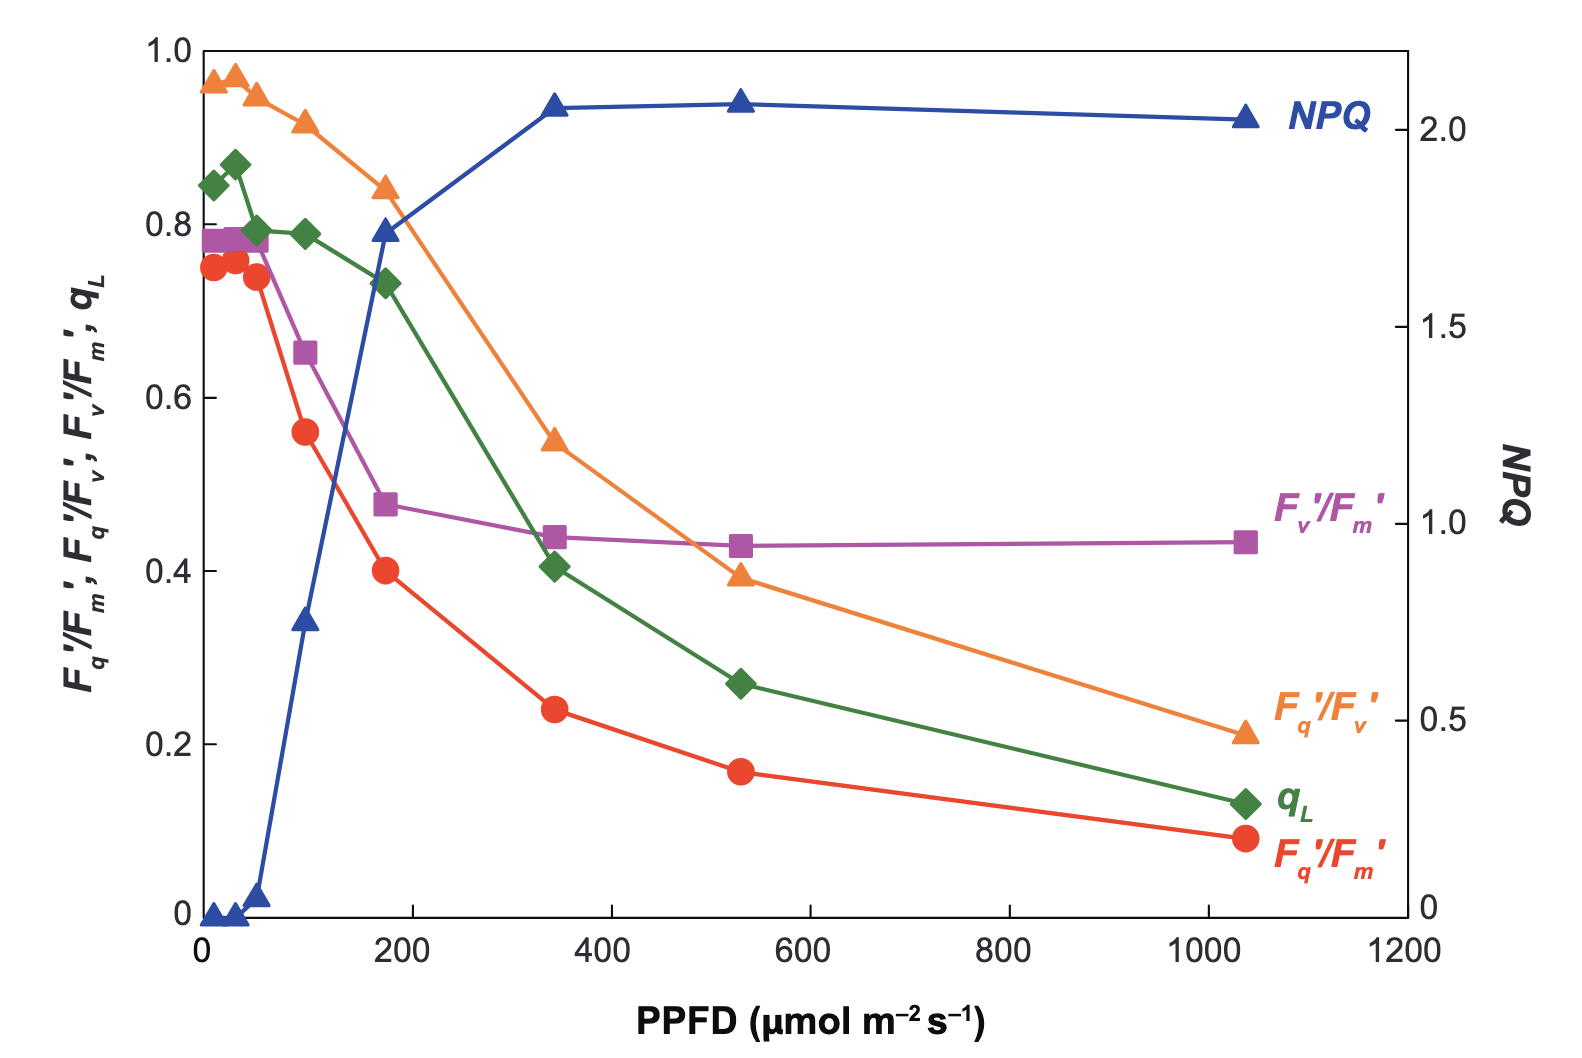 1.0
0.8
0.6
0.4
0.2
0
Fq'/Fm', Fq'/Fv', Fv'/Fm', qL
2.0
1.5
1.0
0.5
0
NPQ
NPQ
Fv'/Fm'
Fq'/Fv'
qL
Fq'/Fm'
0 200 400 600 800 1000 1200
PPFD (μmol m–2 s–1)